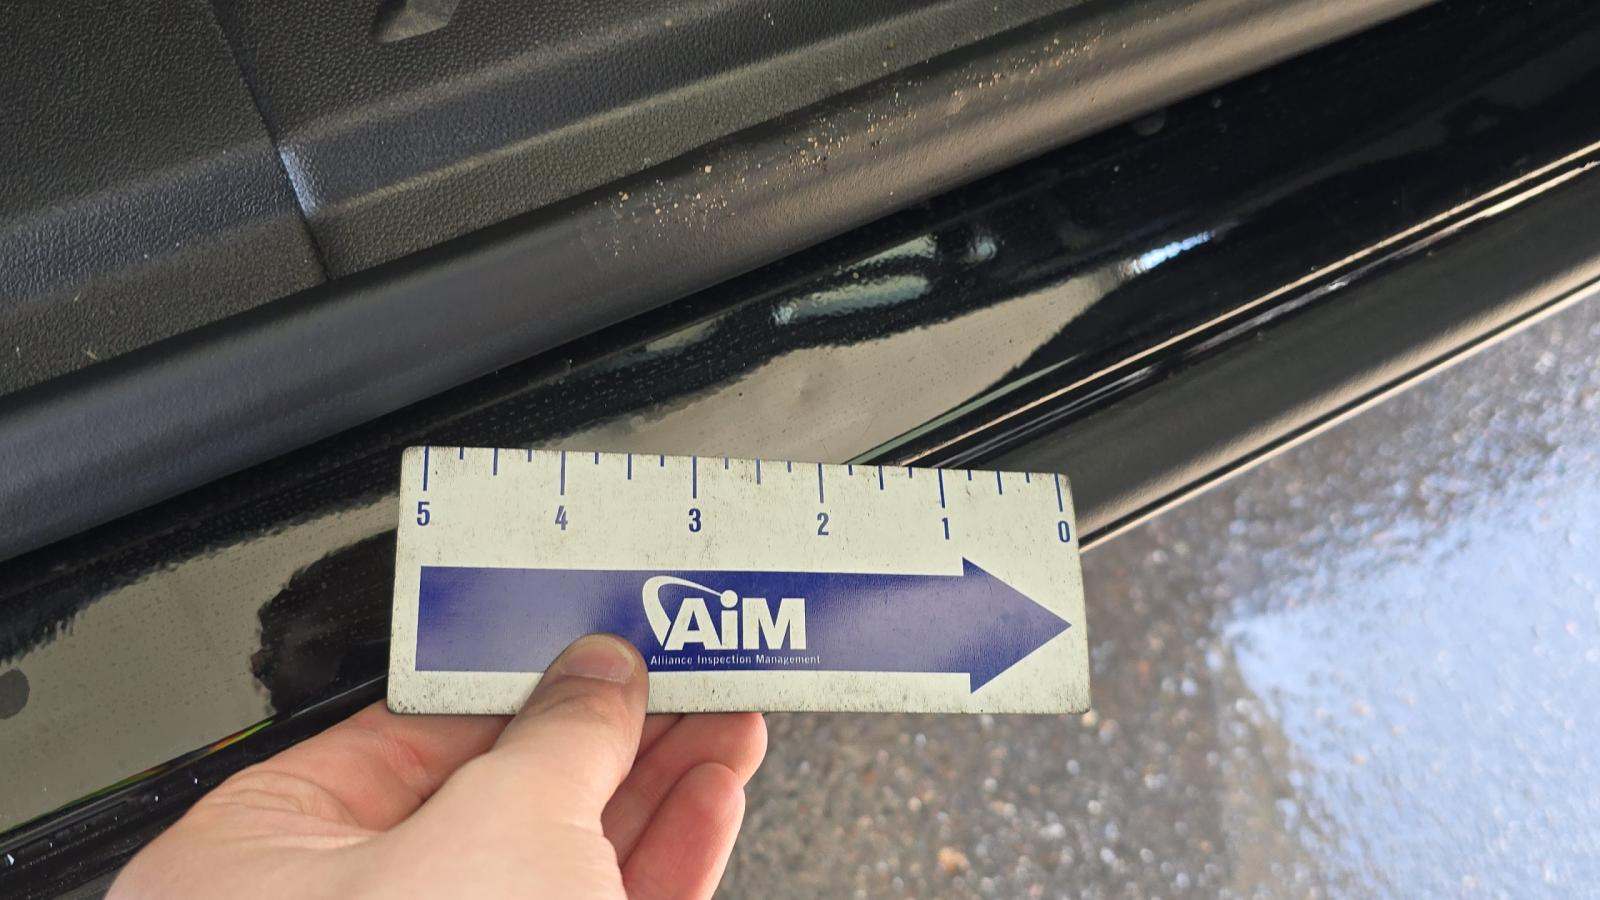 5 4 3 2 1 0
AiM
Alliance Inspection Management